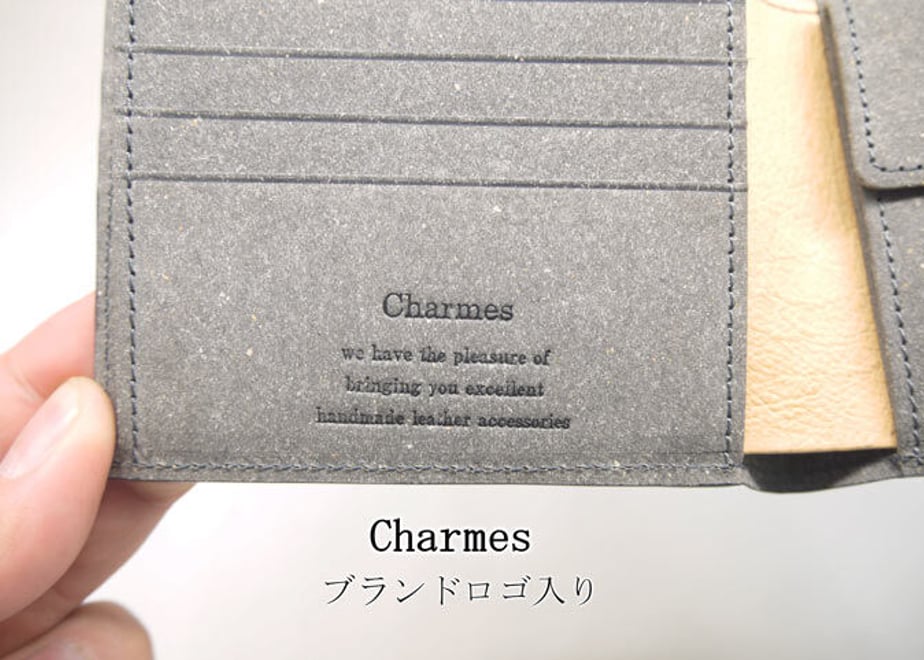 Charmes
we have the pleasure of
bringing you excellent
handmade leather accessories
Charmes
ブランドロゴ入り